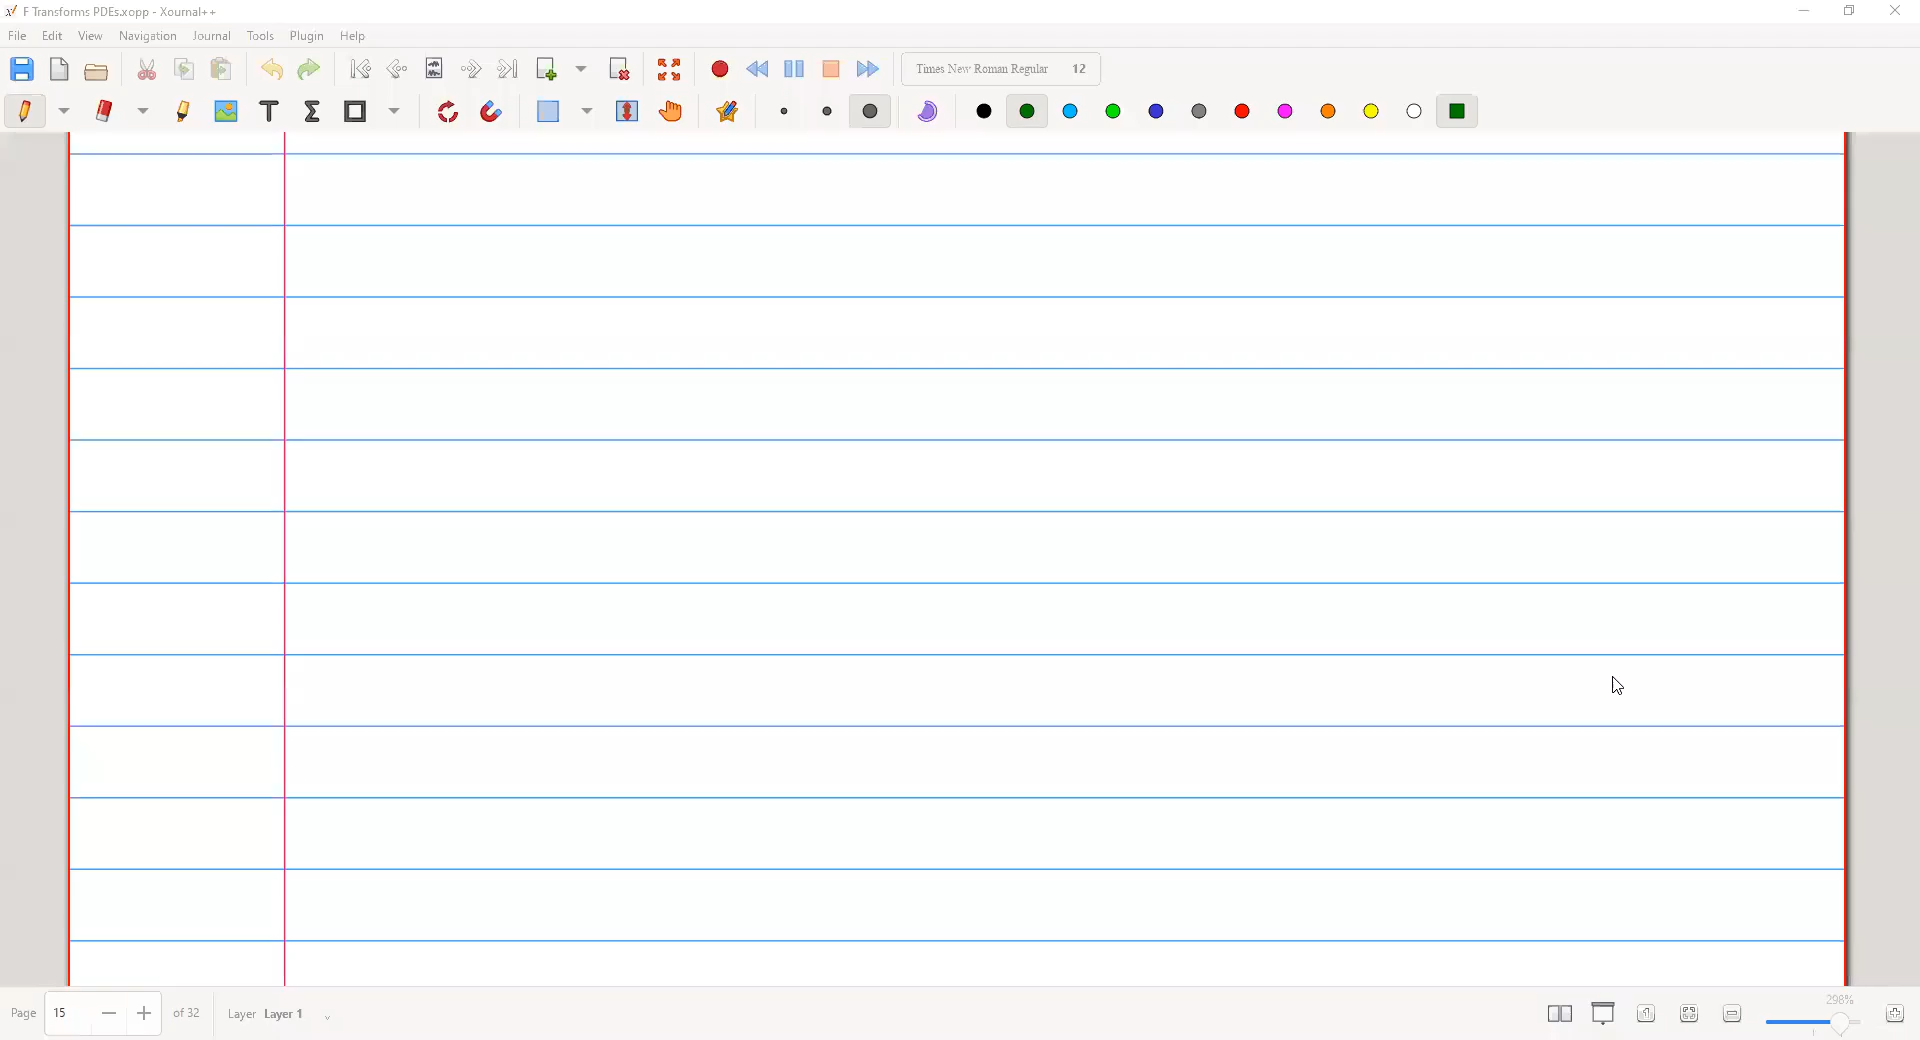 F Transforms PDEs.xopp - Xournal++
File Edit View Navigation Journal Tools Plugin Help
Times New Roman Regular 12
298%
Page 15 of 32 Layer Layer 1